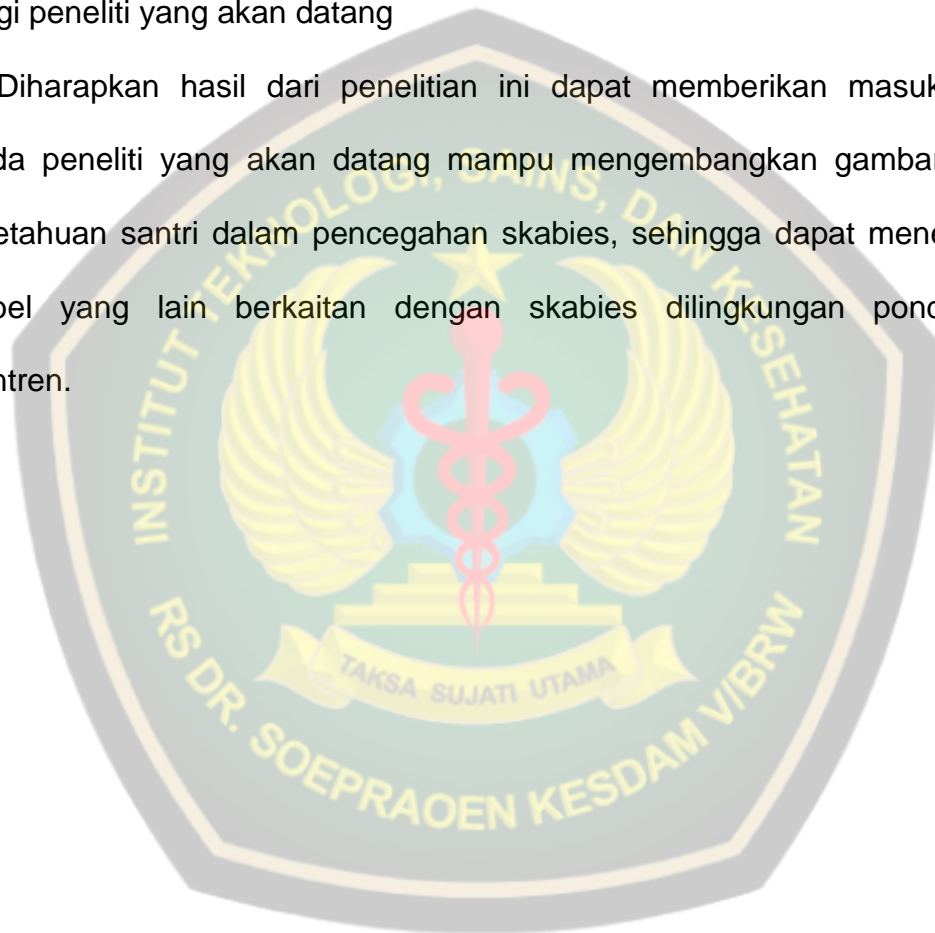 gi peneliti yang akan datang
Diharapkan hasil dari penelitian ini dapat memberikan masuk
da peneliti yang akan datang mampu mengembangkan gambar
etahuan santri dalam pencegahan skabies, sehingga dapat mene
bel yang lain berkaitan dengan skabies dilingkungan pond
ntren.
INSTITUT TEKNOLOGI, SAINS, DAN KESEHATAN
TAKSA SUJATI UTAMA
RS DR. SOEPRAOEN KESDAM V/BRW